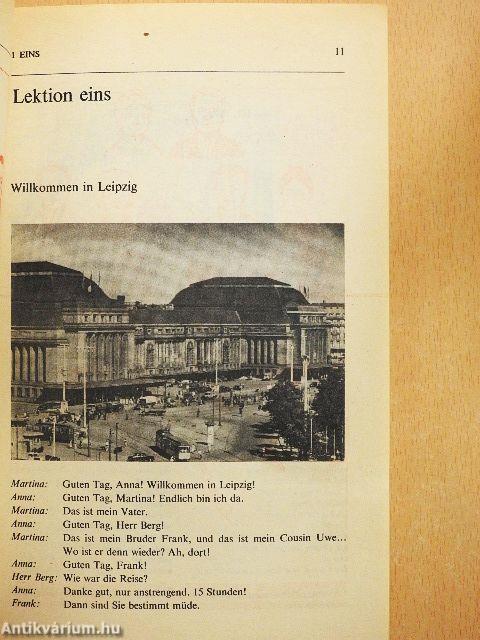 1 EINS 11
Lektion eins
Willkommen in Leipzig
Martina: Guten Tag, Anna! Willkommen in Leipzig!
Anna: Guten Tag, Martina! Endlich bin ich da.
Martina: Das ist mein Vater.
Anna: Guten Tag, Herr Berg!
Martina: Das ist mein Bruder Frank, und das ist mein Cousin Uwe...
Wo ist er denn wieder? Ah, dort!
Anna: Guten Tag, Frank!
Herr Berg: Wie war die Reise?
Anna: Danke gut, nur anstrengend. 15 Stunden!
Frank: Dann sind Sie bestimmt müde.
Antikvárium.hu